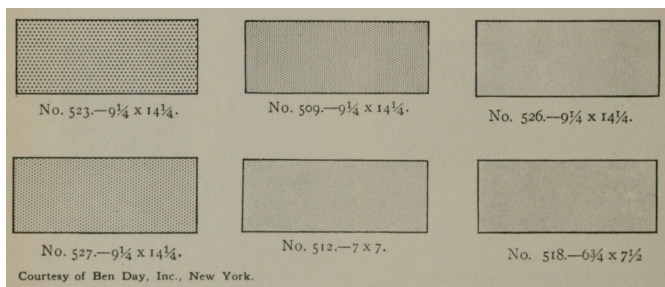 No. 523.—9¼ x 14¼.
No. 509.—9¼ x 14¼.
No. 526.—9¼ x 14¼.
No. 527.—9¼ x 14¼.
No. 512.—7 x 7.
No. 518.—6¾ x 7½
Courtesy of Ben Day, Inc., New York.